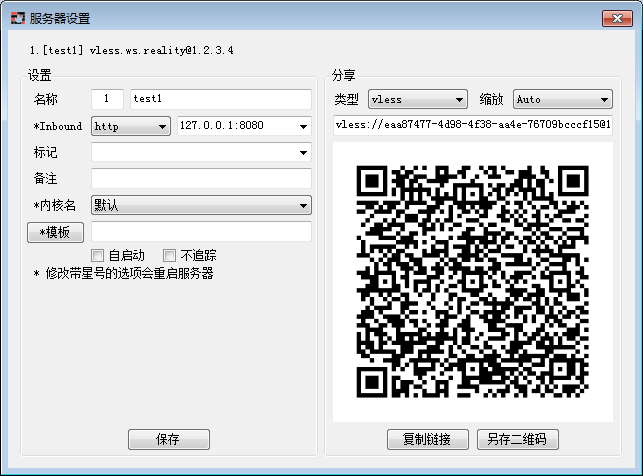 服务器设置
1.[test1] vless.ws.reality@1.2.3.4
设置
名称 1 test1
*Inbound http 127.0.0.1:8080
标记
备注
*内核名 默认
*模板
自启动 不追踪
* 修改带星号的选项会重启服务器
保存
分享
类型 vless 缩放 Auto
vless://eaa87477-4d98-4f38-aa4e-76709bcccf15@1
复制链接 另存二维码